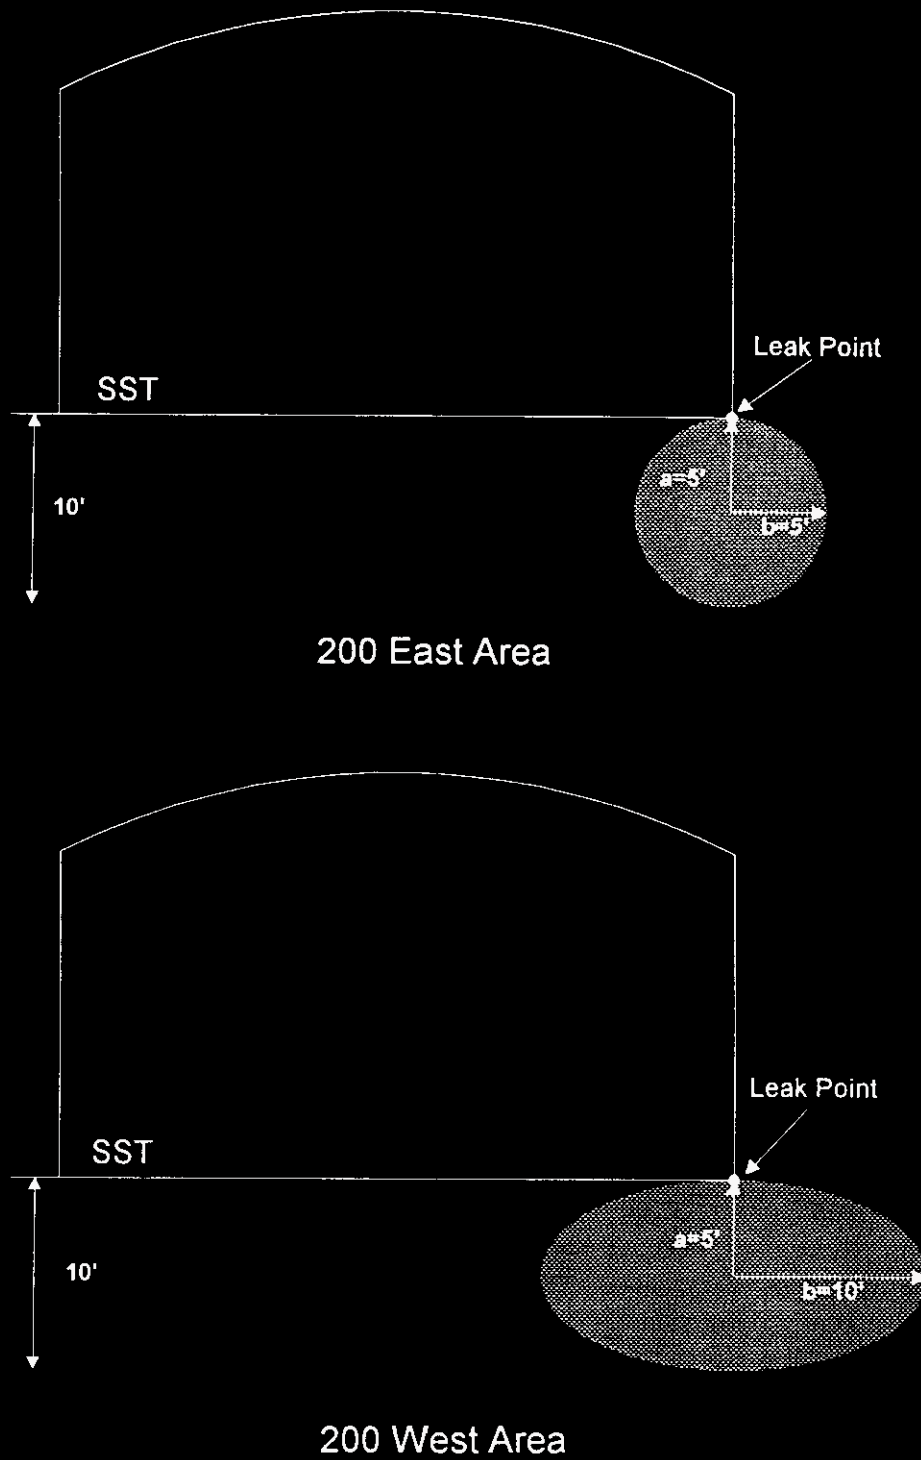 Leak Point
SST
a=5'
10'
b=5'
200 East Area
Leak Point
SST
a=5'
10'
b=10'
200 West Area